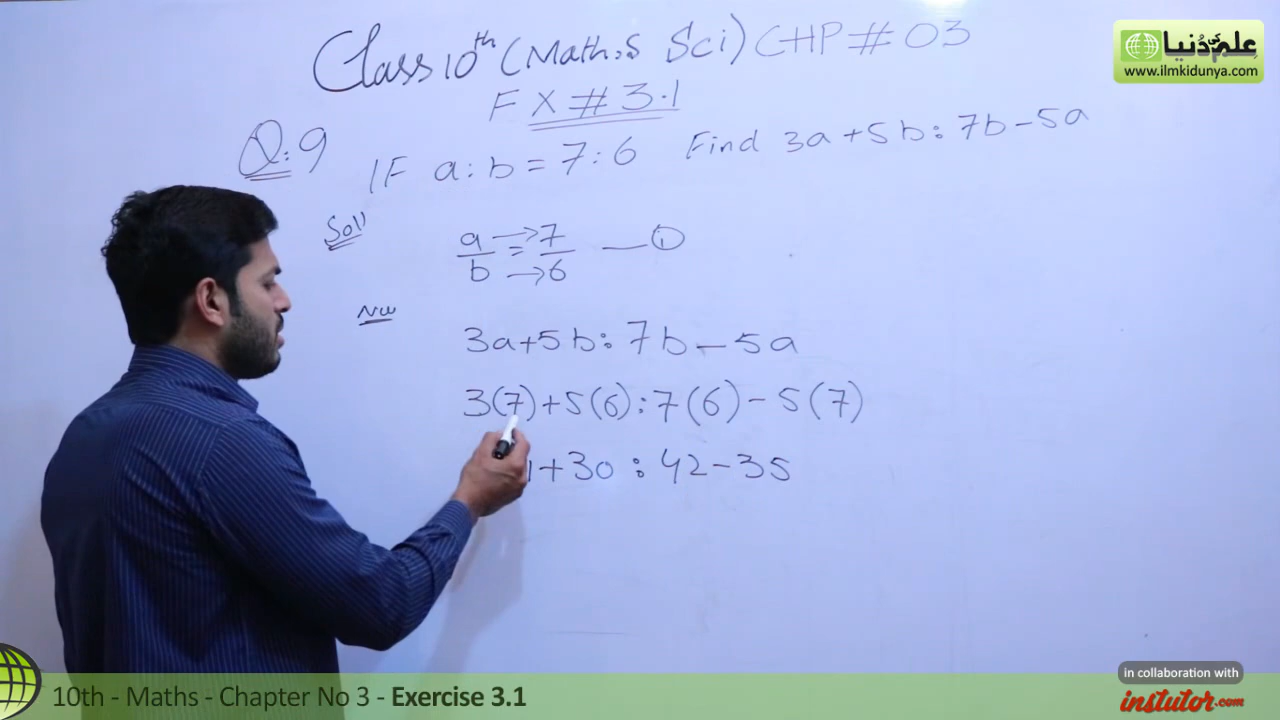 Class 10th (Maths Sci) CHP # 03
علم کی دُنیا
www.ilmkidunya.com
EX # 3.1
Q:9 IF a:b = 7:6 Find 3a+5b:7b-5a
Sol
a → 7
b = → 6 — ①
Now
3a+5b:7b-5a
3(7)+5(6):7(6)-5(7)
+30:42-35
in collaboration with
instutor.com
10th - Maths - Chapter No 3 - Exercise 3.1